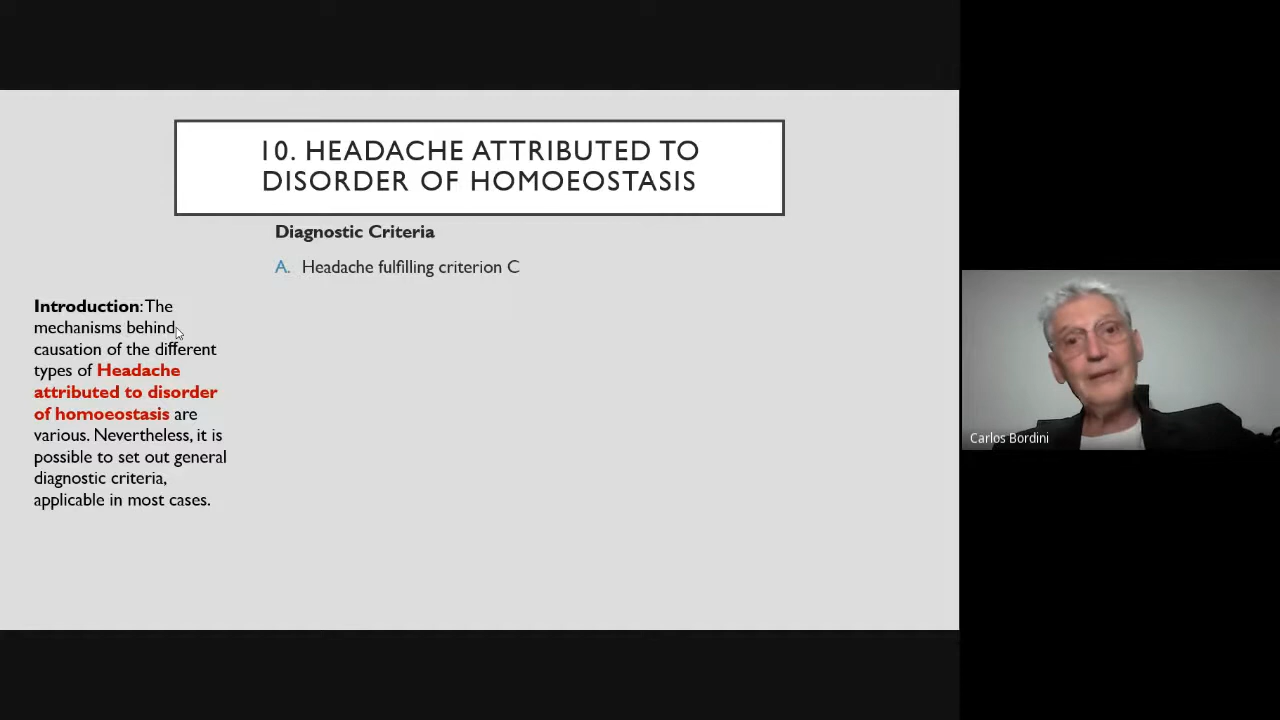 10. HEADACHE ATTRIBUTED TO
DISORDER OF HOMOEOSTASIS
Diagnostic Criteria
A. Headache fulfilling criterion C
Introduction: The
mechanisms behind
causation of the different
types of Headache
attributed to disorder
of homoeostasis are
various. Nevertheless, it is
possible to set out general
diagnostic criteria,
applicable in most cases.
Carlos Bordini